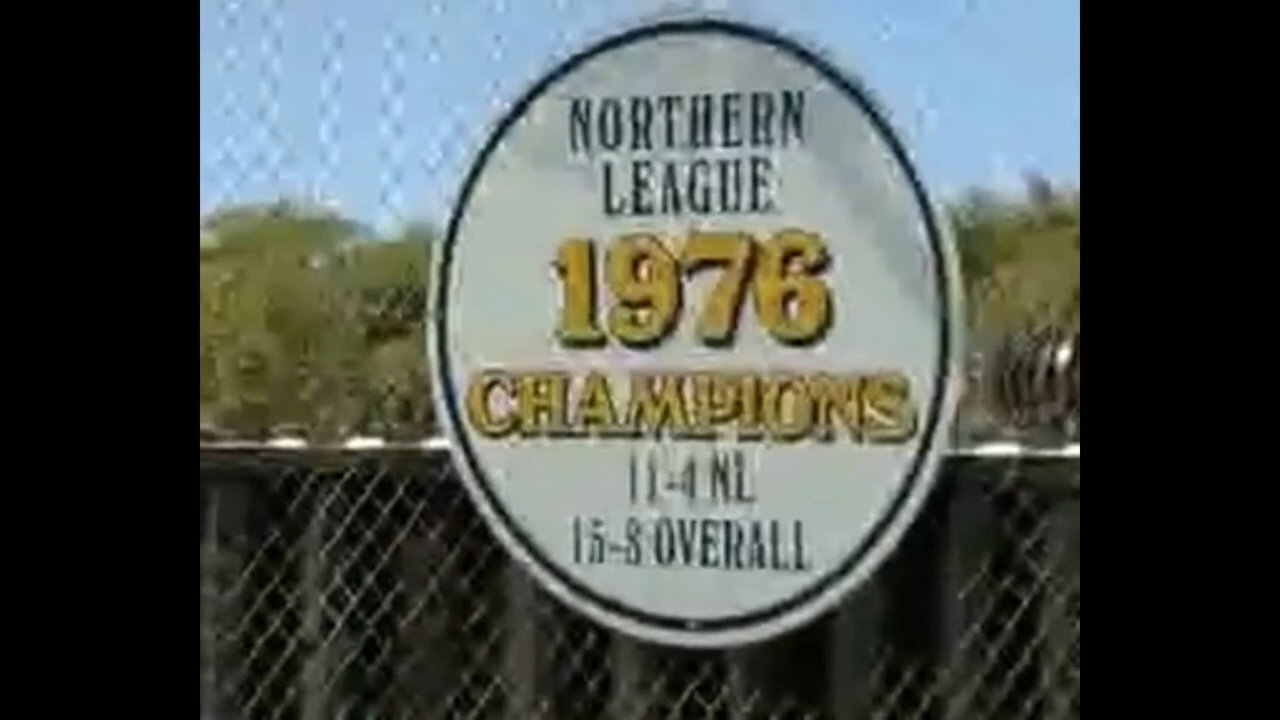 NORTHERN
LEAGUE
1976
CHAMPIONS
11-4 NL
15-8 OVERALL